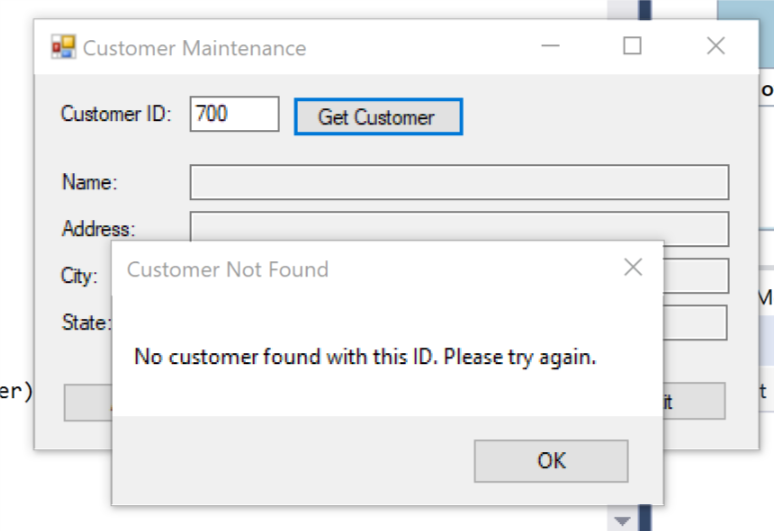 Customer Maintenance
Customer ID: 700 Get Customer
Name:
Address:
Customer Not Found
City:
State:
No customer found with this ID. Please try again.
er)
OK